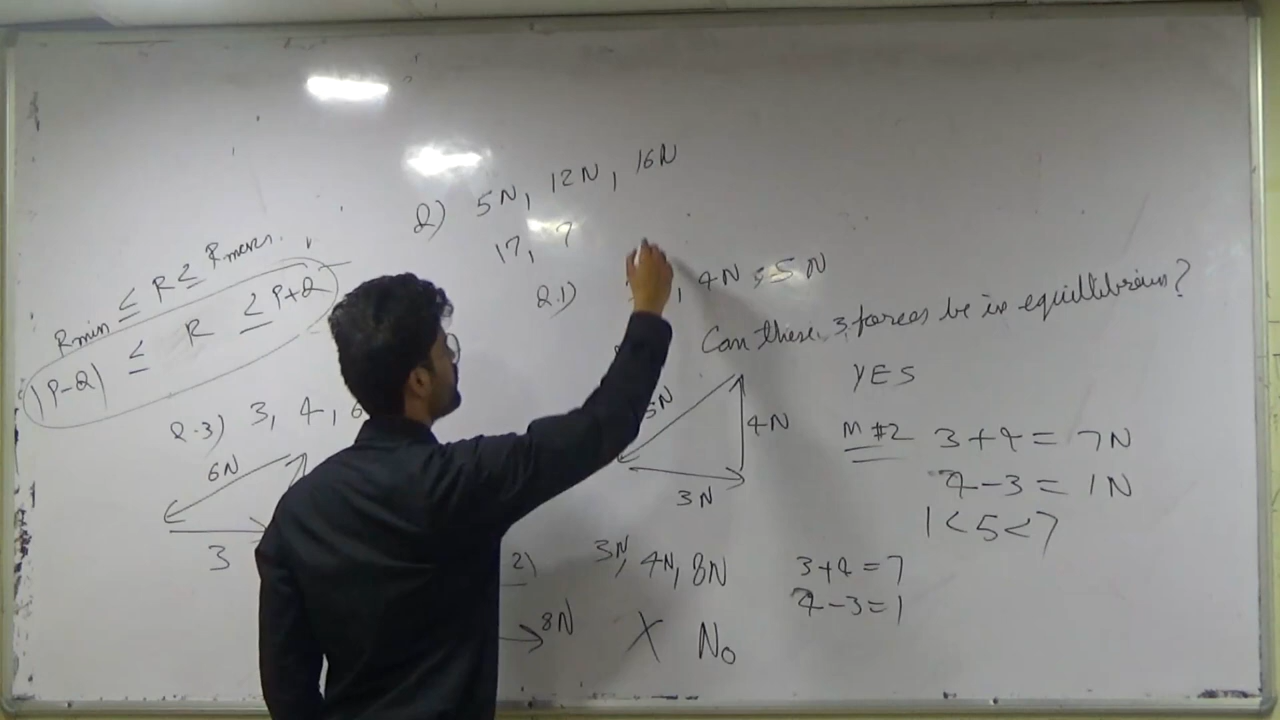 Q) 5N, 12N, 16N
17, 7
Rmin ≤ R ≤ Rmax.
|P-Q| ≤ R ≤ P+Q
Q.1) , 4N, 5N
Can these 3 forces be in equillibrium?
YES
5N
4N
3N
M #2 3+4 = 7N
4-3 = 1N
1<5<7
Q.3) 3, 4, 6
6N
3
2) 3N, 4N, 8N
3+4=7
4-3=1
8N
X No